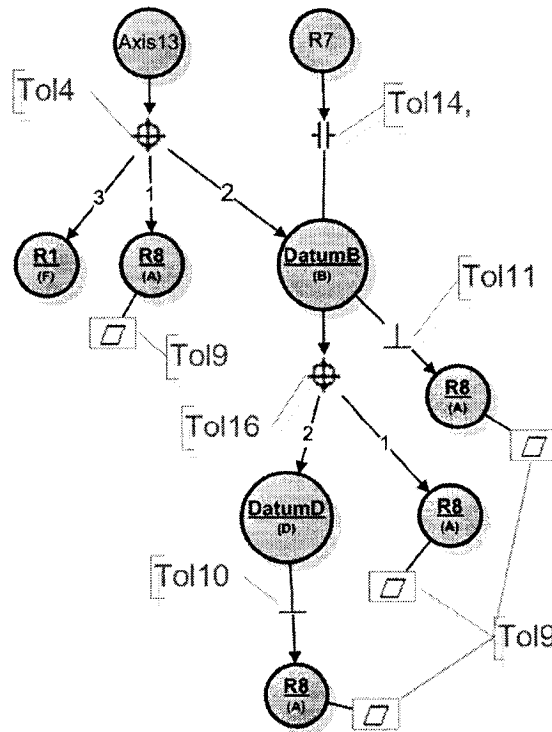 Axis13
R7
Tol4
Tol14,
3
1
2
R1
(F)
R8
(A)
DatumB
(B)
Tol11
Tol9
R8
(A)
Tol16
2
1
DatumD
(D)
R8
(A)
Tol10
Tol9
R8
(A)